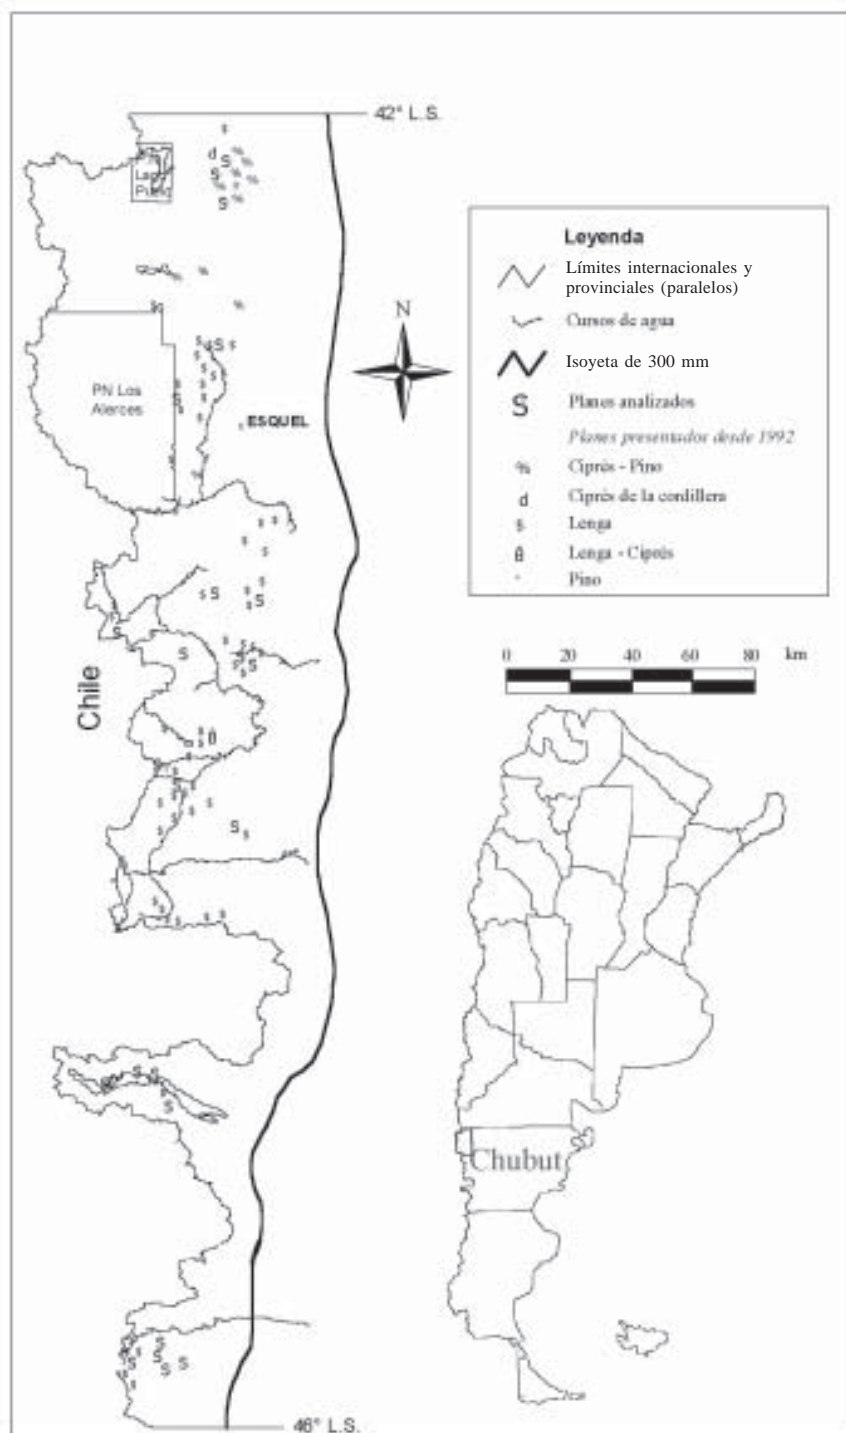 42° L.S.
Lago
Puelo
PN Los
Alerces
ESQUEL
Chile
46° L.S.
N
Leyenda
Límites internacionales y
provinciales (paralelos)
Cursos de agua
Isoyeta de 300 mm
S Planes analizados
Planes presentados desde 1992
% Ciprés - Pino
d Ciprés de la cordillera
$ Lenga
Lenga - Ciprés
Pino
0 20 40 60 80 km
Chubut